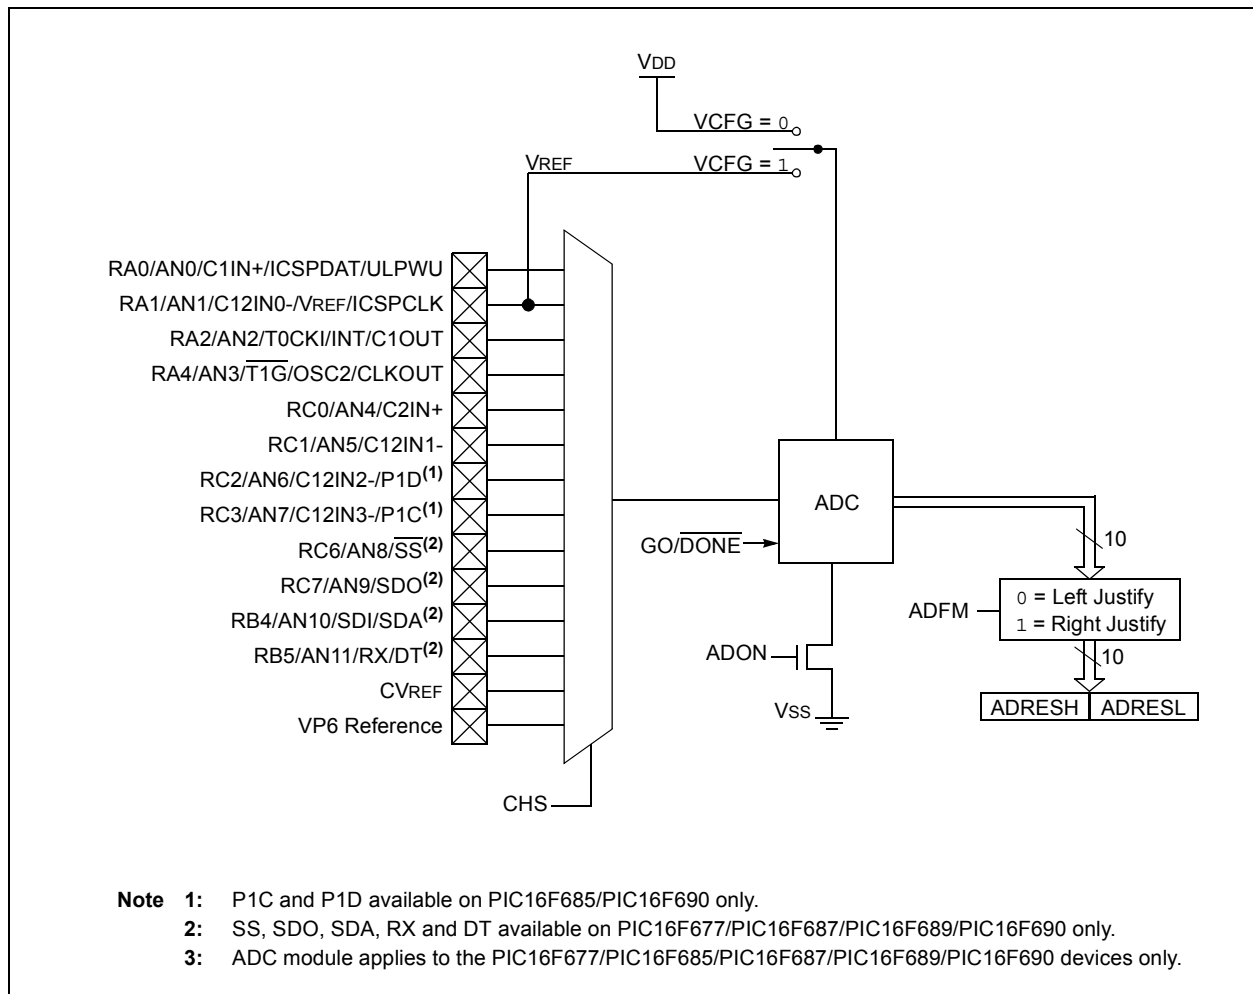 VDD
VCFG = 0
VREF
VCFG = 1
RA0/AN0/C1IN+/ICSPDAT/ULPWU
RA1/AN1/C12IN0-/VREF/ICSPCLK
RA2/AN2/T0CKI/INT/C1OUT
RA4/AN3/T1G/OSC2/CLKOUT
RC0/AN4/C2IN+
RC1/AN5/C12IN1-
RC2/AN6/C12IN2-/P1D(1)
RC3/AN7/C12IN3-/P1C(1)
RC6/AN8/SS(2)
RC7/AN9/SDO(2)
RB4/AN10/SDI/SDA(2)
RB5/AN11/RX/DT(2)
CVREF
VP6 Reference
CHS
ADC
GO/DONE
ADON
VSS
10
ADFM
0 = Left Justify
1 = Right Justify
10
ADRESH ADRESL
Note 1: P1C and P1D available on PIC16F685/PIC16F690 only.
2: SS, SDO, SDA, RX and DT available on PIC16F677/PIC16F687/PIC16F689/PIC16F690 only.
3: ADC module applies to the PIC16F677/PIC16F685/PIC16F687/PIC16F689/PIC16F690 devices only.